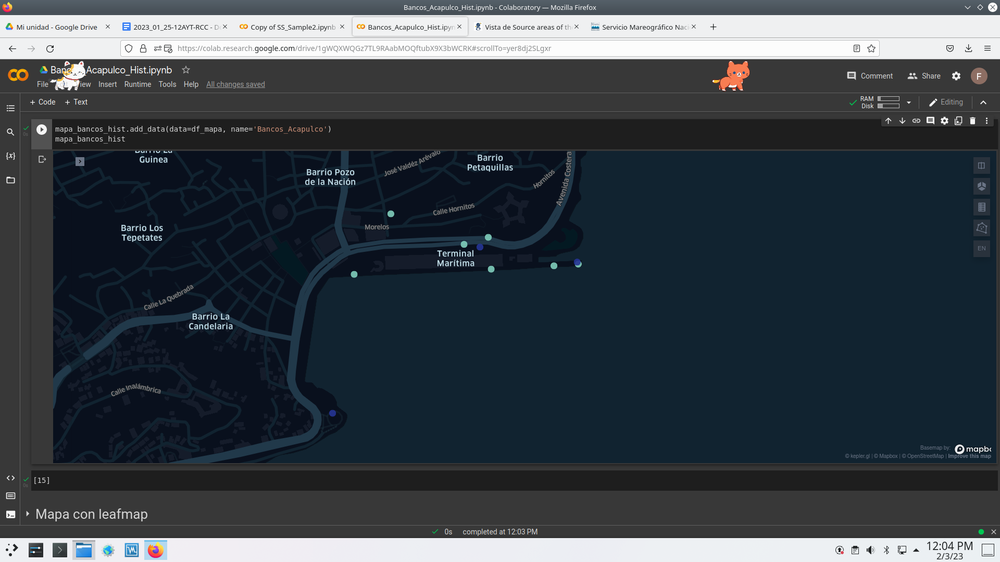 Bancos_Acapulco_Hist.ipynb - Colaboratory — Mozilla Firefox
Mi unidad - Google Drive
2023_01_25-12AYT-RCC - D
Copy of SS_Sample2.ipynb
Bancos_Acapulco_Hist.ipyn
Vista de Source areas of th
Servicio Mareográfico Naci
https://colab.research.google.com/drive/1gWQXWQGz7TL9RAabMOQftubX9X3bWCRK#scrollTo=yer8dj2SLgxr
Acapulco_Hist.ipynb
File View Insert Runtime Tools Help All changes saved
Comment
Share
F
+ Code + Text
RAM
Disk
Editing
{x}
0s
mapa_bancos_hist.add_data(data=df_mapa, name='Bancos_Acapulco')
mapa_bancos_hist
Barrio La
Guinea
Barrio Pozo
de la Nación
José Valdéz Arévalo
Barrio
Petaquillas
Hornitos
Avenida Costera
Calle Hornitos
Morelos
Barrio Los
Tepetates
Terminal
Marítima
EN
Calle La Quebrada
Barrio La
Candelaria
Calle Inalámbrica
Basemap by: mapbo
© kepler.gl | © Mapbox | © OpenStreetMap | Improve this map
[15]
0s
Mapa con leafmap
0s completed at 12:03 PM
12:04 PM
2/3/23